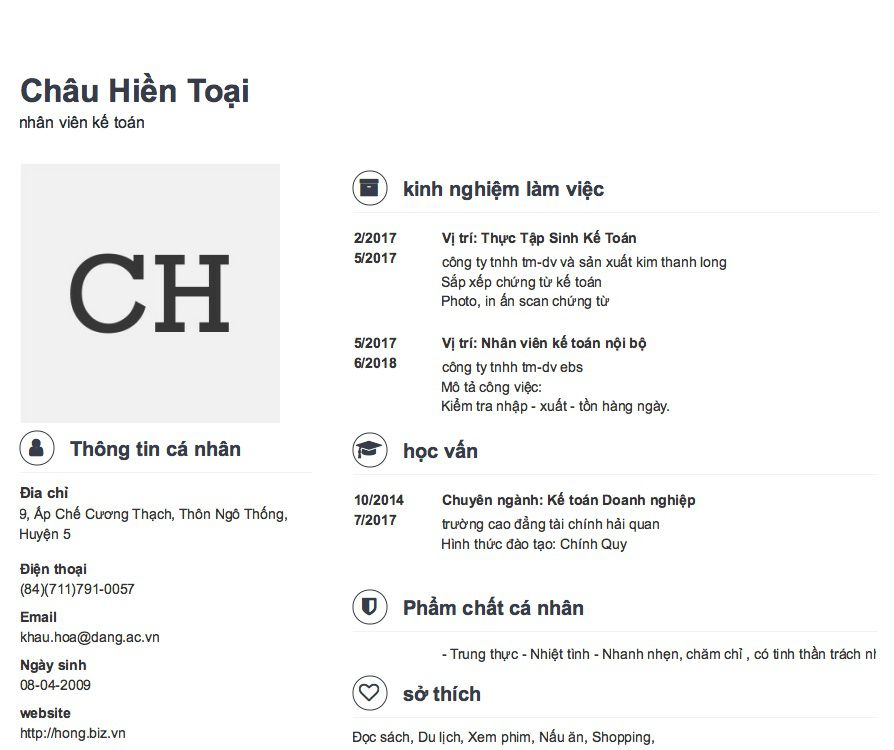 Châu Hiền Toại
nhân viên kế toán
CH
Thông tin cá nhân
Đia chỉ
9, Ấp Chế Cương Thạch, Thôn Ngô Thống,
Huyện 5
Điện thoại
(84)(711)791-0057
Email
khau.hoa@dang.ac.vn
Ngày sinh
08-04-2009
website
http://hong.biz.vn
kinh nghiệm làm việc
2/2017 Vị trí: Thực Tập Sinh Kế Toán
5/2017 công ty tnhh tm-dv và sản xuất kim thanh long
Sắp xếp chứng từ kế toán
Photo, in ấn scan chứng từ
5/2017 Vị trí: Nhân viên kế toán nội bộ
6/2018 công ty tnhh tm-dv ebs
Mô tả công việc:
Kiểm tra nhập - xuất - tồn hàng ngày.
học vấn
10/2014 Chuyên ngành: Kế toán Doanh nghiệp
7/2017 trường cao đẳng tài chính hải quan
Hình thức đào tạo: Chính Quy
Phẩm chất cá nhân
- Trung thực - Nhiệt tình - Nhanh nhẹn, chăm chỉ , có tinh thần trách
sở thích
Đọc sách, Du lịch, Xem phim, Nấu ăn, Shopping,